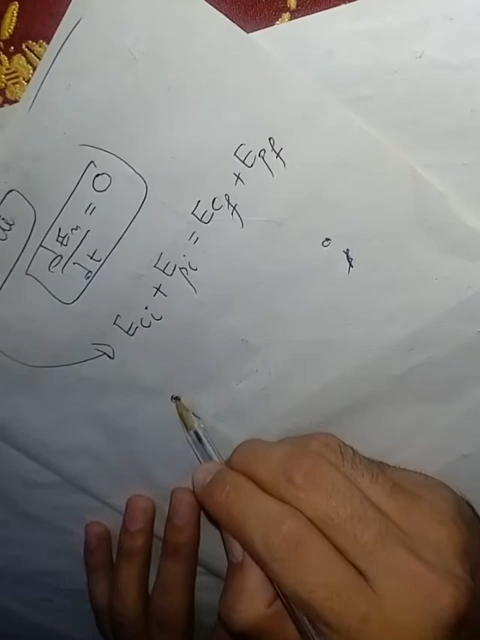 dEm/dt = 0
Eci + Epi = Ecf + Epf